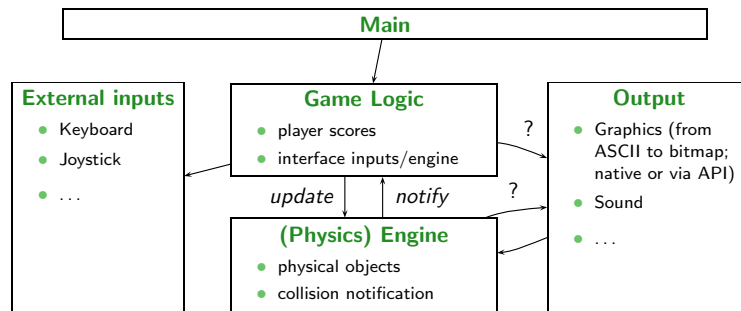 Main
External inputs
Keyboard
Joystick
...
Game Logic
player scores
interface inputs/engine
update
notify
(Physics) Engine
physical objects
collision notification
?
?
Output
Graphics (from
ASCII to bitmap;
native or via API)
Sound
...